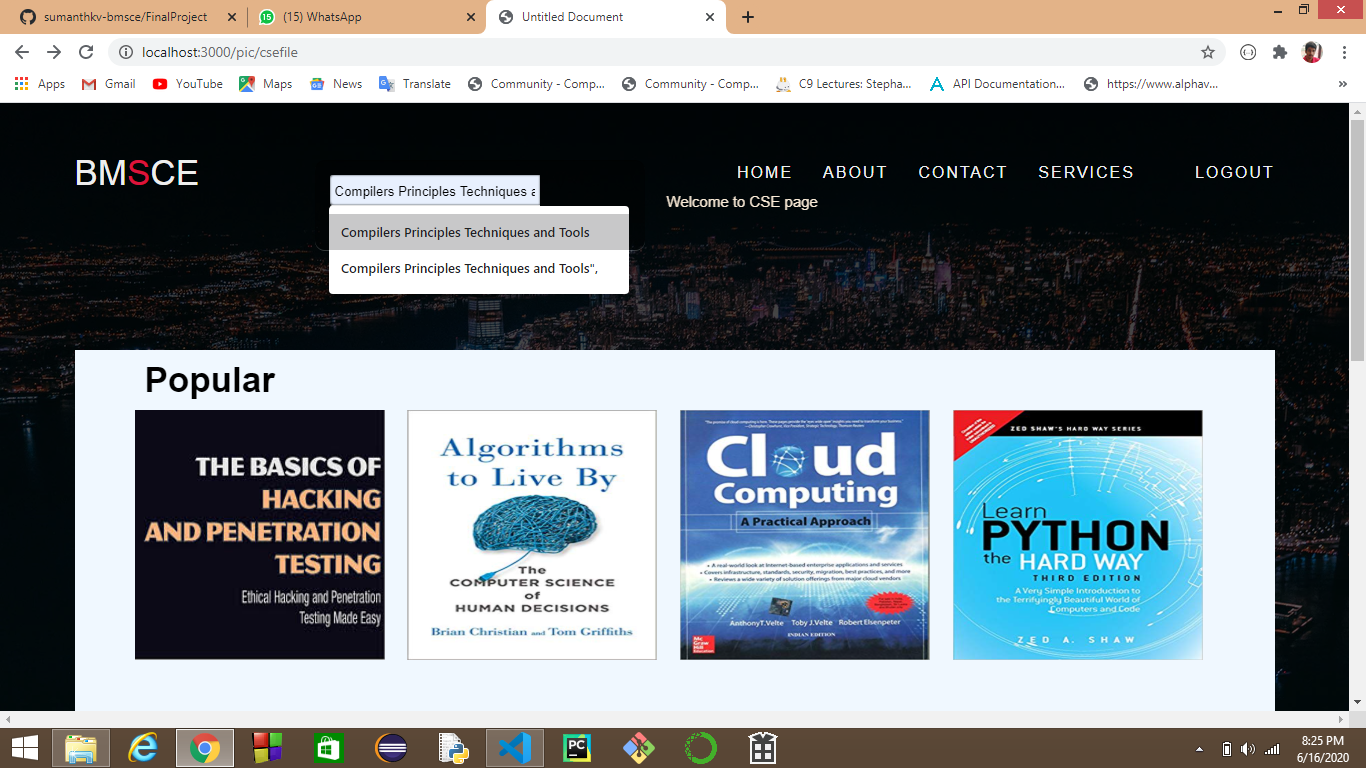 sumanthkv-bmsce/FinalProject
(15) WhatsApp
Untitled Document
localhost:3000/pic/csefile
Apps
Gmail
YouTube
Maps
News
Translate
Community - Comp...
Community - Comp...
C9 Lectures: Stepha...
API Documentation...
https://www.alphav...
»
BMSCE
HOME
ABOUT
CONTACT
SERVICES
LOGOUT
Compilers Principles Techniques a
Welcome to CSE page
Compilers Principles Techniques and Tools
Compilers Principles Techniques and Tools",
Popular
THE BASICS OF
HACKING
AND PENETRATION
TESTING
Ethical Hacking and Penetration
Testing Made Easy
Algorithms
to Live By
The
COMPUTER SCIENCE
of
HUMAN DECISIONS
Brian Christian and Tom Griffiths
Cloud
Computing
A Practical Approach
• A real-world look at Internet-based enterprise applications and services
• Covers infrastructure, standards, security, migration, best practices, and more
• Reviews a wide variety of solution offerings from major cloud vendors
Anthony T. Velte Toby J. Velte Robert Elsenpeter
INDIAN EDITION
Mc
Graw
Hill
Education
ZED SHAW'S HARD WAY SERIES
Learn
PYTHON
the HARD WAY
THIRD EDITION
A Very Simple Introduction to
the Terrifyingly Beautiful World of
Computers and Code
ZED A. SHAW
PC
8:25 PM
6/16/2020